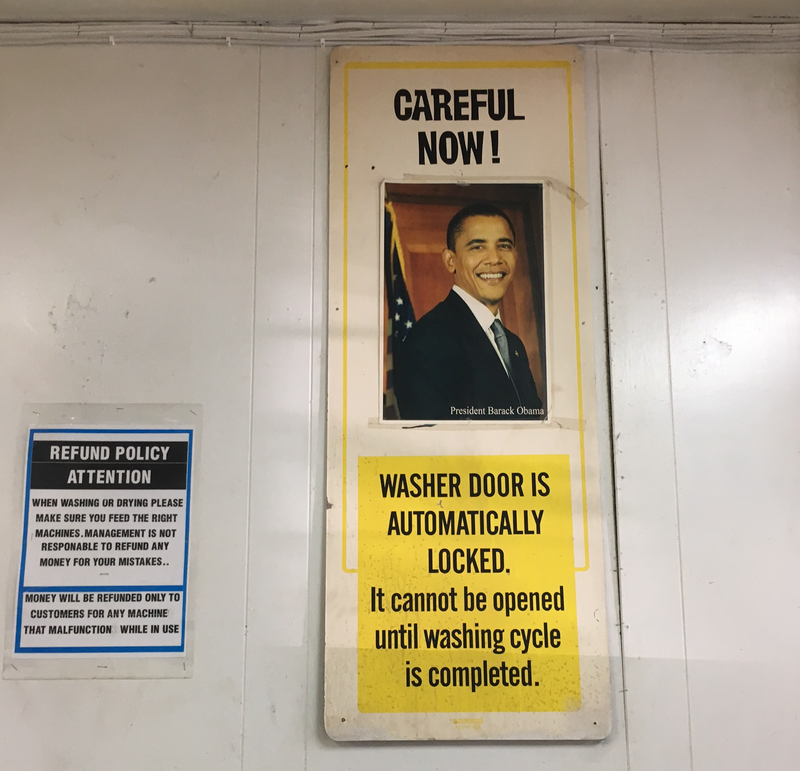 CAREFUL
NOW!
President Barack Obama
WASHER DOOR IS
AUTOMATICALLY
LOCKED.
It cannot be opened
until washing cycle
is completed.
REFUND POLICY
ATTENTION
WHEN WASHING OR DRYING PLEASE
MAKE SURE YOU FEED THE RIGHT
MACHINES.MANAGEMENT IS NOT
RESPONABLE TO REFUND ANY
MONEY FOR YOUR MISTAKES..
MONEY WILL BE REFUNDED ONLY TO
CUSTOMERS FOR ANY MACHINE
THAT MALFUNCTION WHILE IN USE